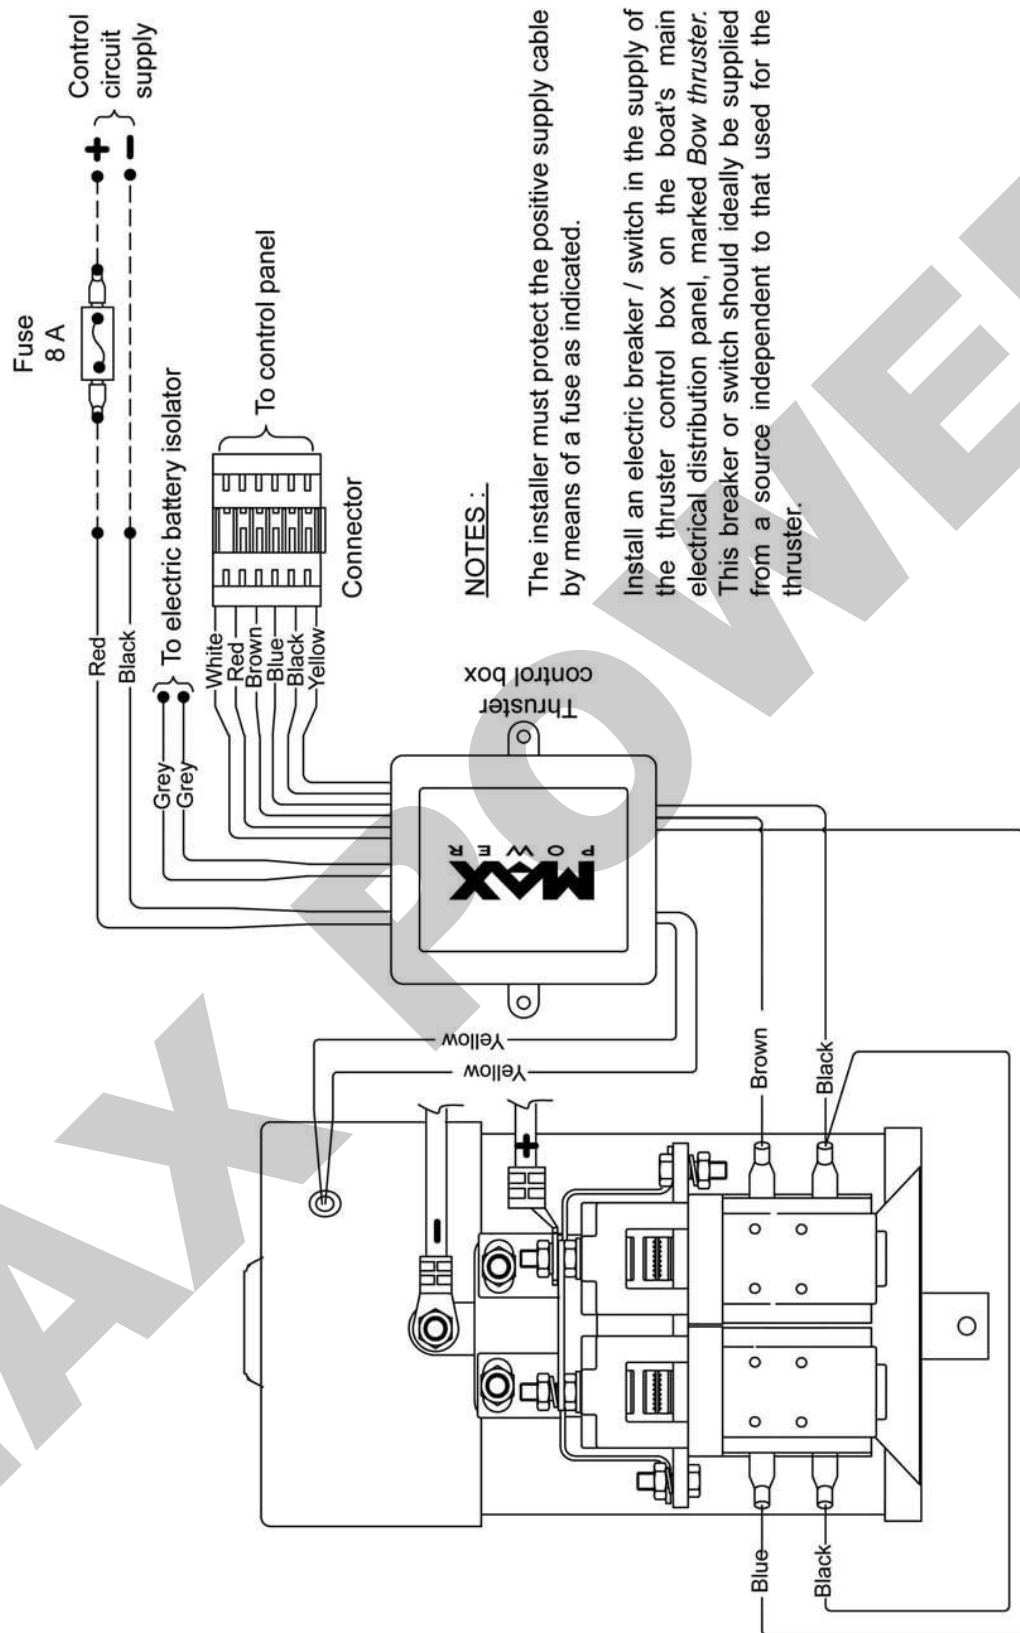 Fuse
8 A
Control
circuit
supply
+
−
Red
Black
To electric battery isolator
Grey
Grey
To control panel
White
Red
Brown
Blue
Black
Yellow
Connector
Thruster
control box
MAX
POWER
Yellow
Yellow
−
+
Brown
Black
Blue
Black
NOTES :
The installer must protect the positive supply cable
by means of a fuse as indicated.
Install an electric breaker / switch in the supply of
the thruster control box on the boat's main
electrical distribution panel, marked Bow thruster.
This breaker or switch should ideally be supplied
from a source independent to that used for the
thruster.
AX POWE